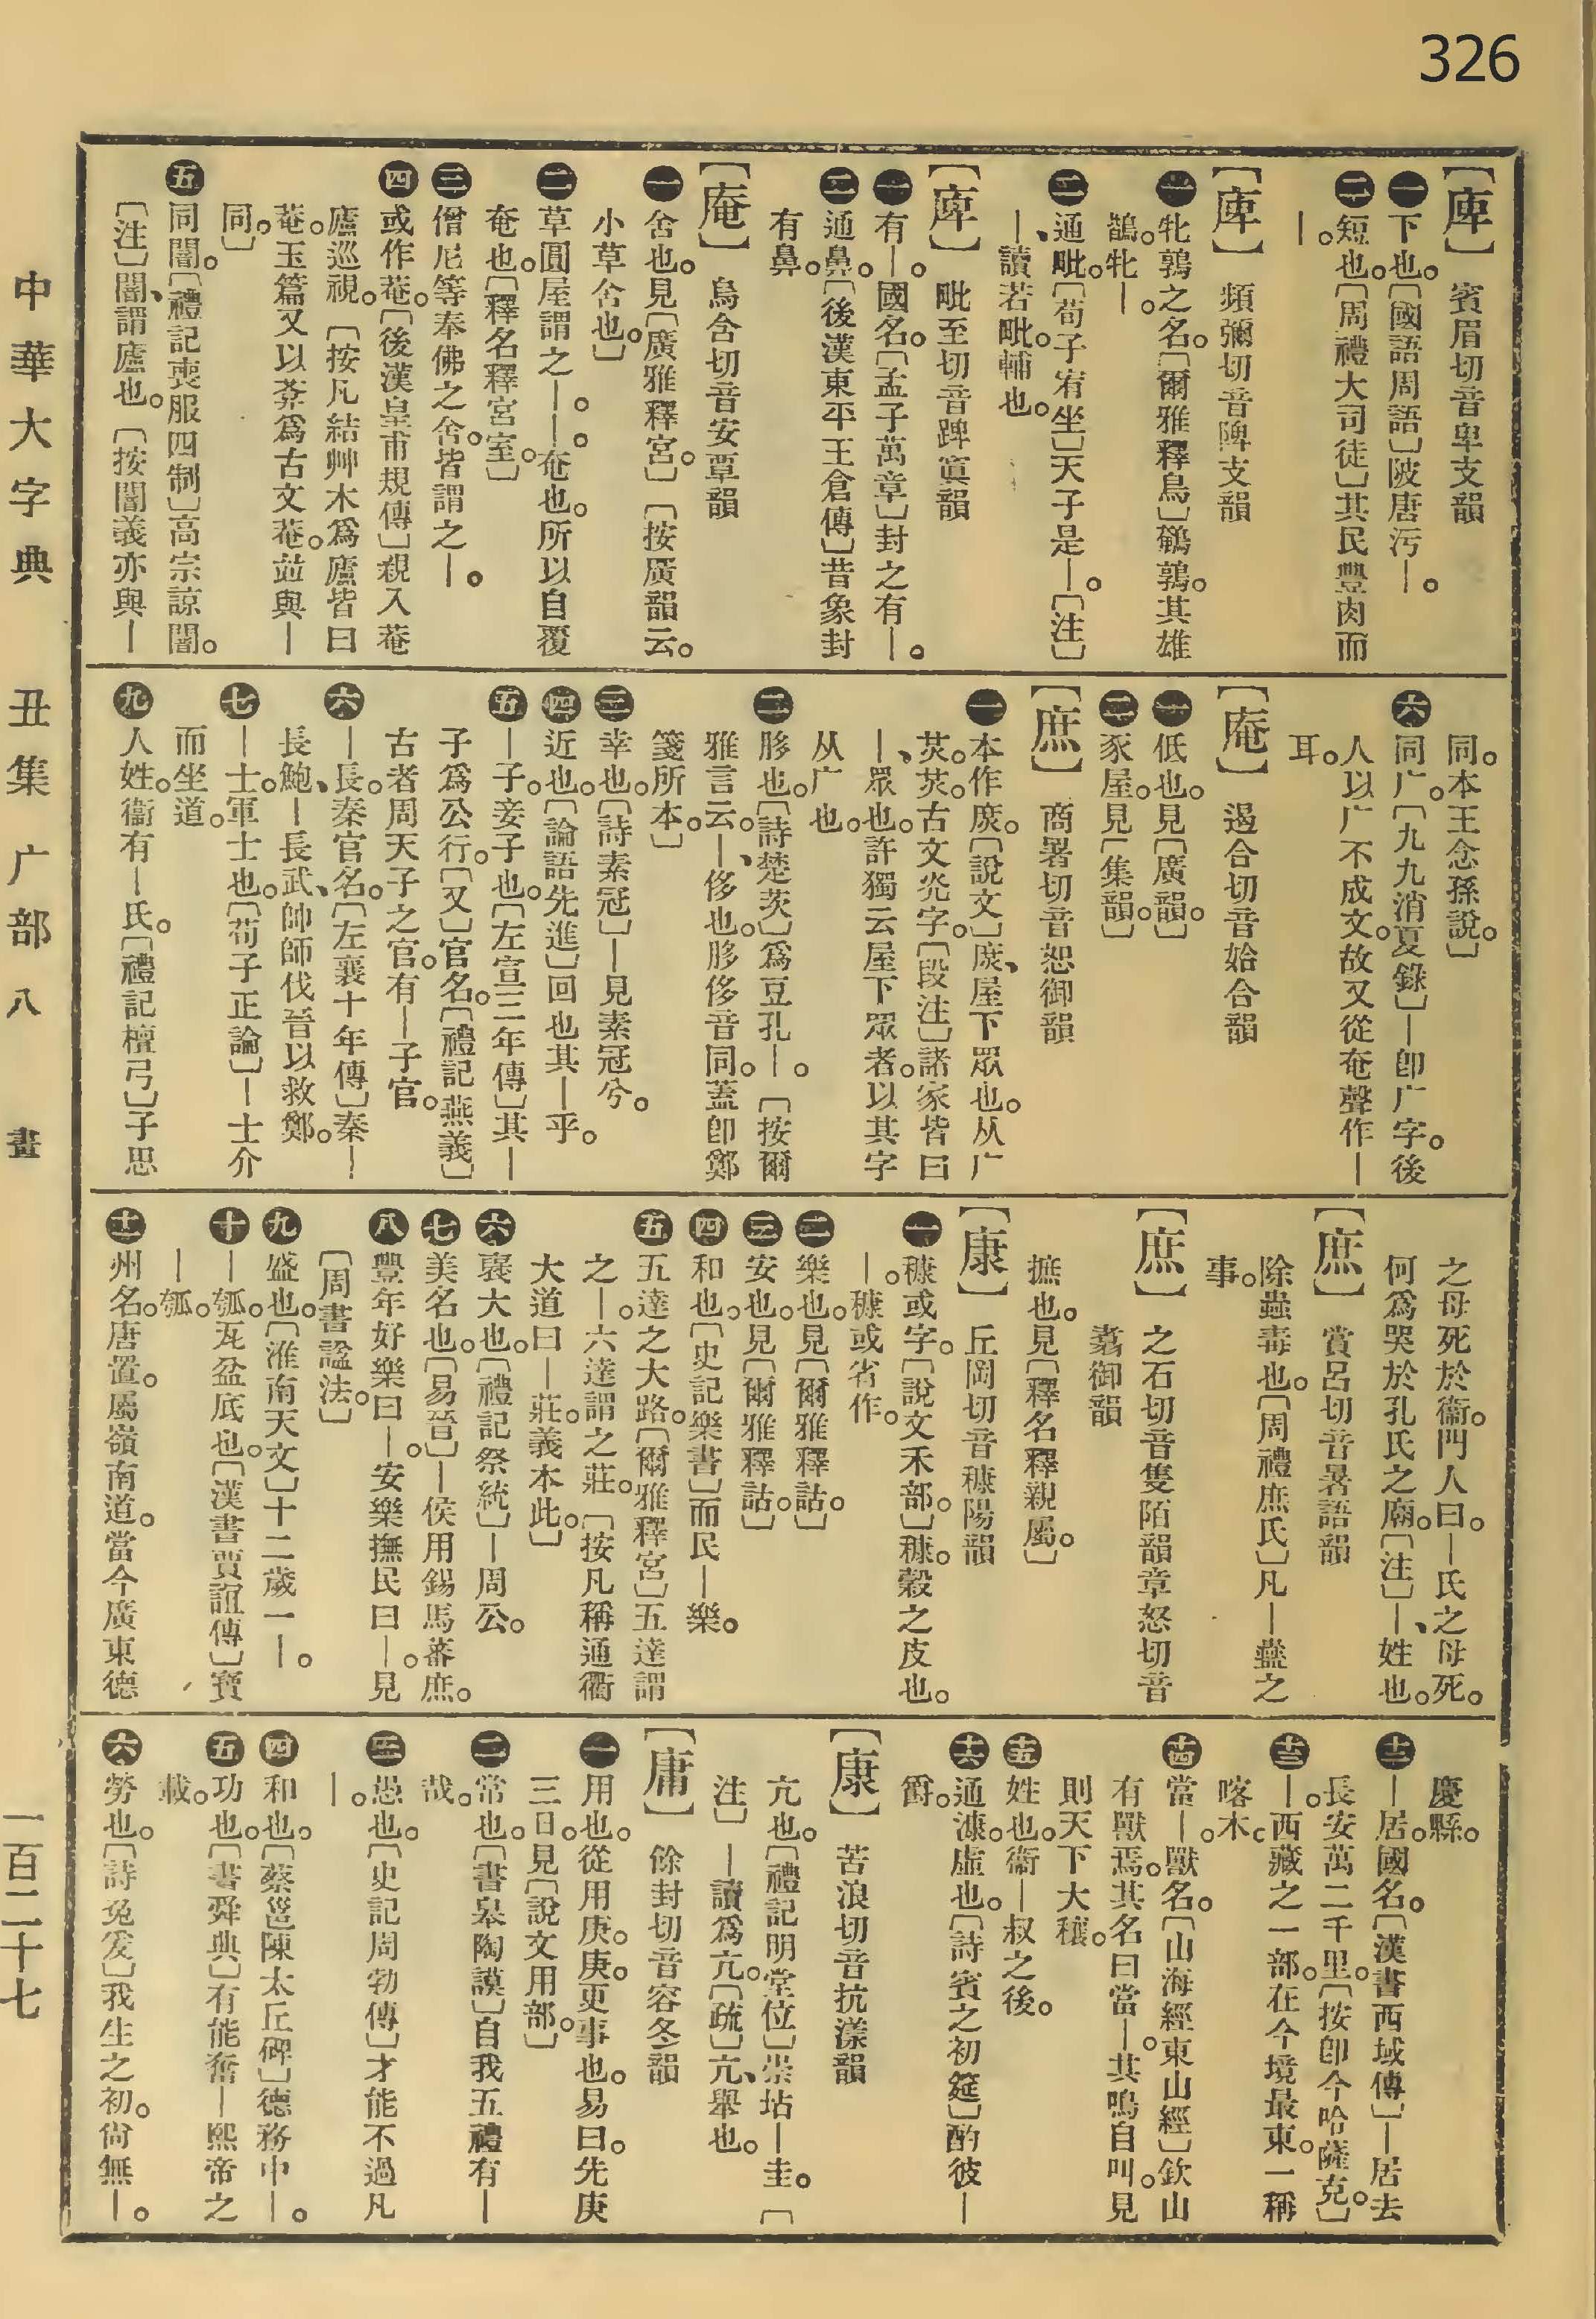 326
【庳】 賓眉切音卑支韻
㊀下也。〔國語周語〕陂唐污—。
㊁短也。〔周禮大司徒〕其民豐肉而
—。
【庳】 頻彌切音陴支韻
㊀牝鶉之名。〔爾雅釋鳥〕鷯鶉。其雄
鶛。牝—。
㊁通毗。〔荀子宥坐〕天子是—。〔注〕
—、讀若毗。輔也。
【庳】 毗至切音鼻寘韻
㊀有—。國名。〔孟子萬章〕封之有—。
㊁通鼻。〔後漢東平王倉傳〕昔象封
有鼻。
【庵】 烏含切音安覃韻
㊀舍也。見〔廣雅釋宮。〕〔按廣韻云。
小草舍也。〕
㊁草圓屋謂之—。—。奄也。所以自覆
奄也。〔釋名釋宮室。〕
㊂僧尼等奉佛之舍。皆謂之—。
㊃或作菴。〔後漢皇甫規傳〕親入菴
廬巡視。〔按凡結艸木爲廬皆曰
菴。玉篇又以葊爲古文菴。竝與—
同。〕
㊄同闇。〔禮記喪服四制〕高宗諒闇。
〔注〕闇、謂廬也。〔按闇義亦與—
同。本王念孫說。〕
㊅同广。〔九九消夏錄〕—卽广字。後
人以广不成文。故又從奄聲作—
耳。
【庵】 遏合切音姶合韻
㊀低也。見〔廣韻。〕
㊁豕屋。見〔集韻。〕
【庶】 商署切音恕御韻
㊀本作庻。〔說文〕庻、屋下眾也。从广
炗。炗。古文炗字。〔段注〕諸家皆曰
—、眾也。許獨云屋下眾者。以其字
从广也。
㊁胗也。〔詩楚茨〕爲豆孔—。〔按爾
雅言云。—、侈也。胗侈音同。蓋卽鄭
箋所本。〕
㊂幸也。〔詩素冠〕—見素冠兮。
㊃近也。〔論語先進〕回也其—乎。
㊄—子。妾子也。〔左宣二年傳〕其—
子爲公行。〔又〕官名。〔禮記燕義〕
古者周天子之官。有—子官。
㊅—長、秦官名。〔左襄十年傳〕秦—
長鮑—長武、帥師伐晉以救鄭。
㊆—士。軍士也。〔荀子正論〕—士介
而坐道。
㊈人姓。衞有—氏。〔禮記檀弓〕子思
之母死於衞。門人曰。—氏之母死。
何爲哭於孔氏之廟。〔注〕—、姓也。
【庶】 賞呂切音暑語韻
除蟲毒也。〔周禮庶氏〕凡—蠱之
事。
【庶】 之石切音隻陌韻章恕切音
翥御韻
摭也。見〔釋名釋親屬。〕
【康】 丘岡切音穅陽韻
㊀穅或字。〔說文禾部。〕穅。穀之皮也。
—。穅或省作。
㊁樂也。見〔爾雅釋詁。〕
㊂安也。見〔爾雅釋詁。〕
㊃和也。〔史記樂書〕而民—樂。
㊄五達之大路。〔爾雅釋宮〕五達謂
之—。六達謂之莊。〔按凡稱通衢
大道曰—莊。義本此。〕
㊅襃大也。〔禮記祭統〕—周公。
㊆美名也。〔易晉〕—侯用錫馬蕃庶。
㊇豐年好樂曰—。安樂撫民曰—。見
〔周書諡法。〕
㊈盛也。〔淮南天文〕十二歲一—。
㊉—瓠。瓦盆底也。〔漢書賈誼傳〕寶
—瓠。
⑪州名。唐置。屬嶺南道。當今廣東德
慶縣。
⑫—居。國名。〔漢書西域傳〕—居去
長安萬二千里。〔按卽今哈薩克。〕
⑬—。西藏之一部。在今境最東。一稱
喀木。
⑭當—。獸名。〔山海經東山經〕欽山
有獸焉。其名曰當—。其鳴自叫。見
則天下大穰。
⑮姓也。衞—叔之後。
⑯通漮。虛也。〔詩賓之初筵〕酌彼—
爵。
【康】 苦浪切音抗漾韻
亢也。〔禮記明堂位〕崇坫—圭。〔
注〕—讀爲亢。〔疏〕亢、舉也。
【庸】 餘封切音容冬韻
㊀用也。從用庚。庚。更事也。易曰。先庚
三日。見〔說文用部。〕
㊁常也。〔書皋陶謨〕自我五禮有—
哉。
㊂愚也。〔史記周勃傳〕才能不過凡
—。
㊃和也。〔蔡邕陳太丘碑〕德務中—。
㊄功也。〔書舜典〕有能奮—熙帝之
載。
㊅勞也。〔詩兔爰〕我生之初。尙無—。
中華大字典 丑集 广部 八畫 一百二十七